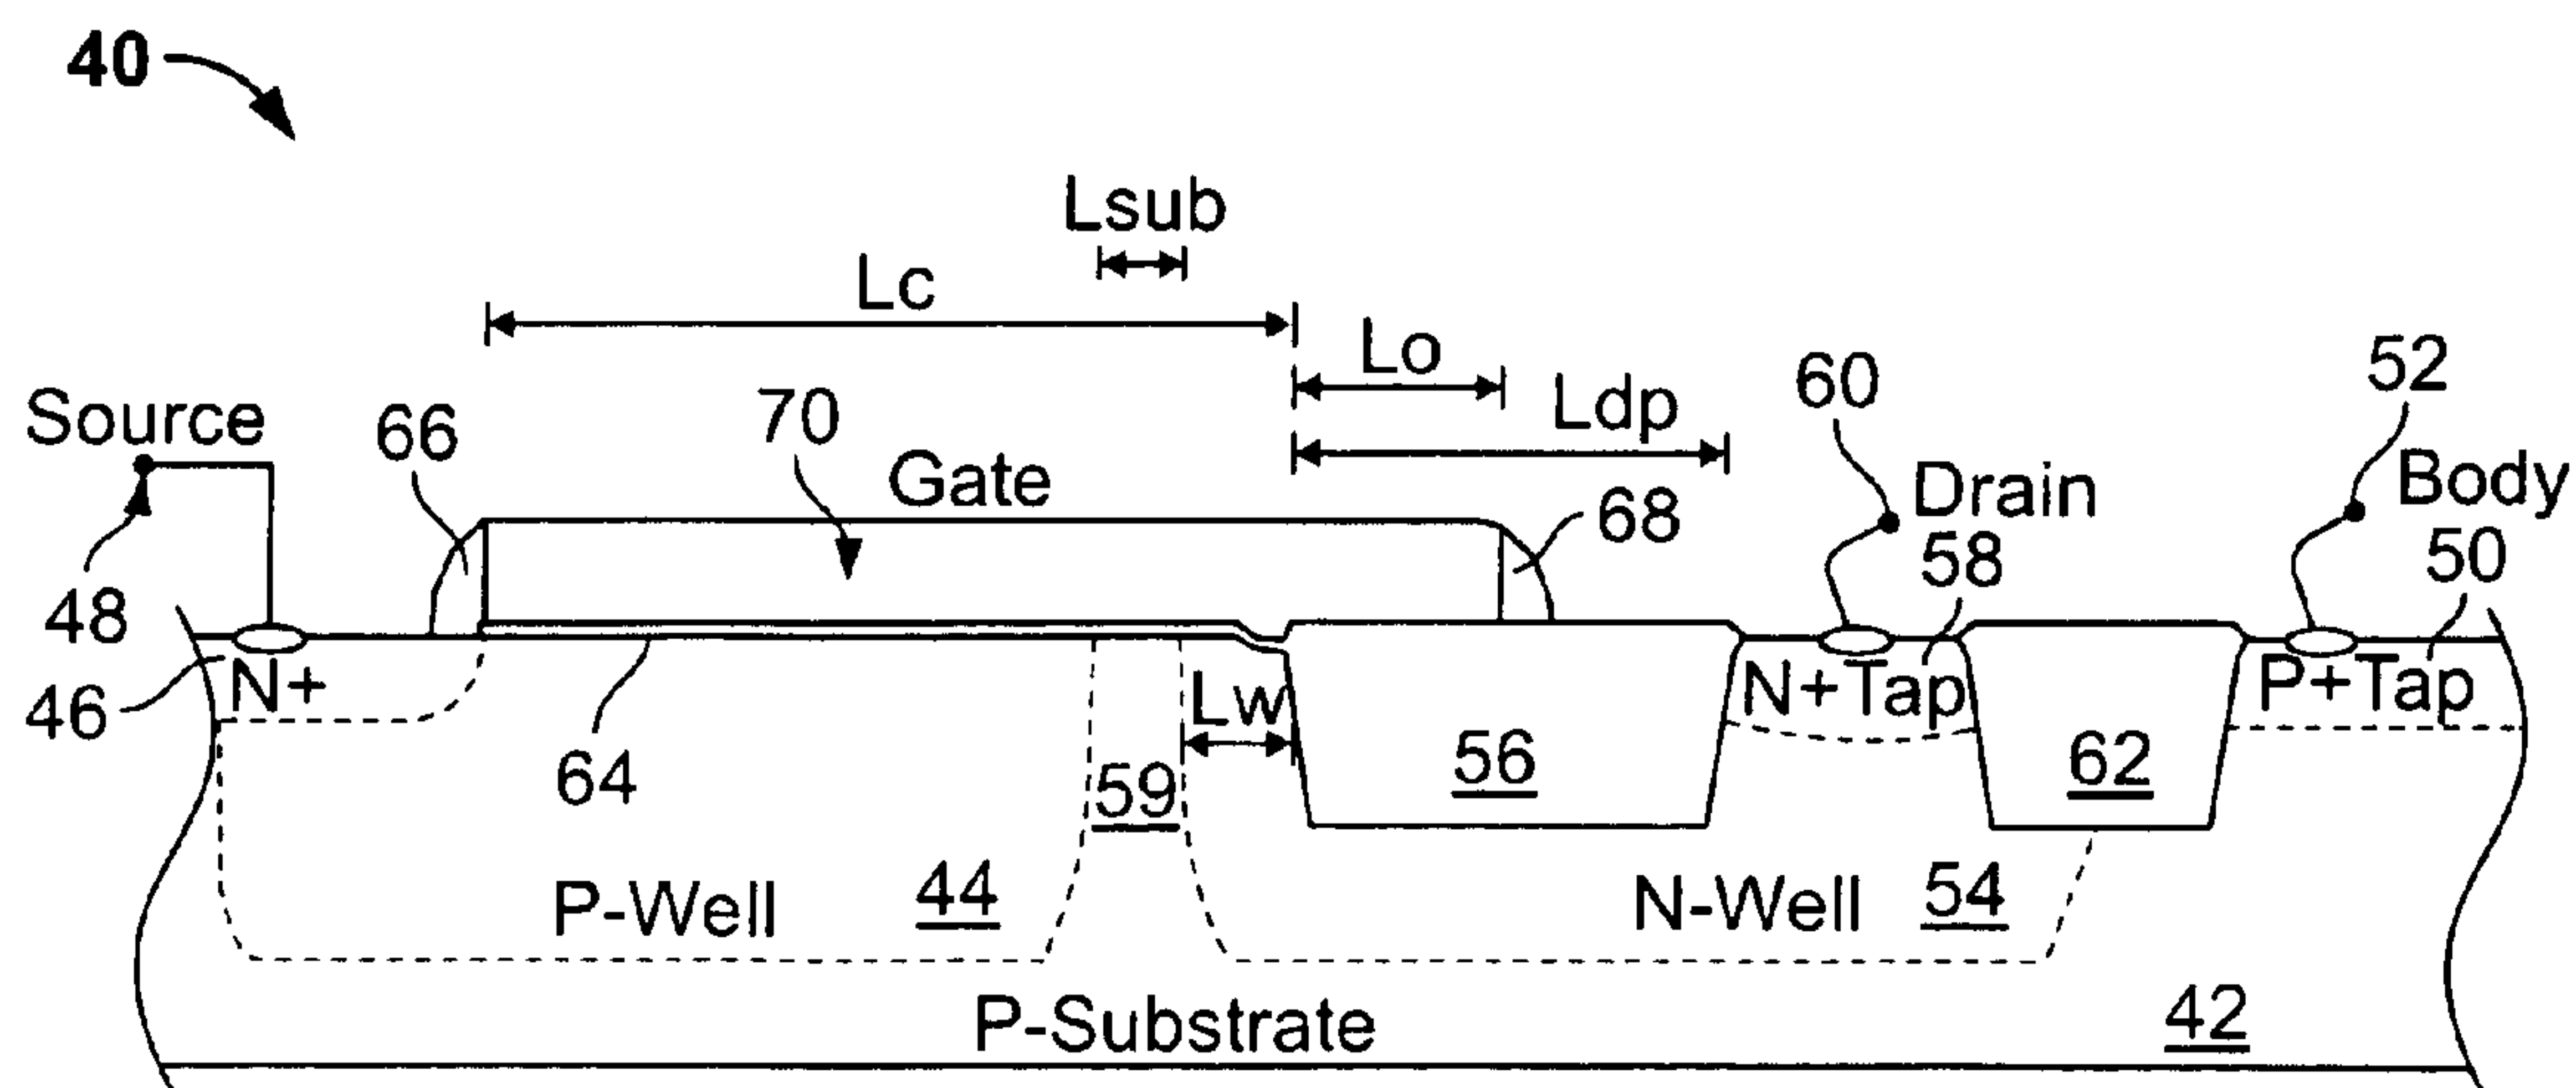 40
Lsub
Lc
Lo
Ldp
Source
66
70
Gate
60
52
Drain
Body
68
58
50
48
46
N+
64
Lw
59
56
N+Tap
62
P+Tap
P-Well
44
N-Well
54
P-Substrate
42